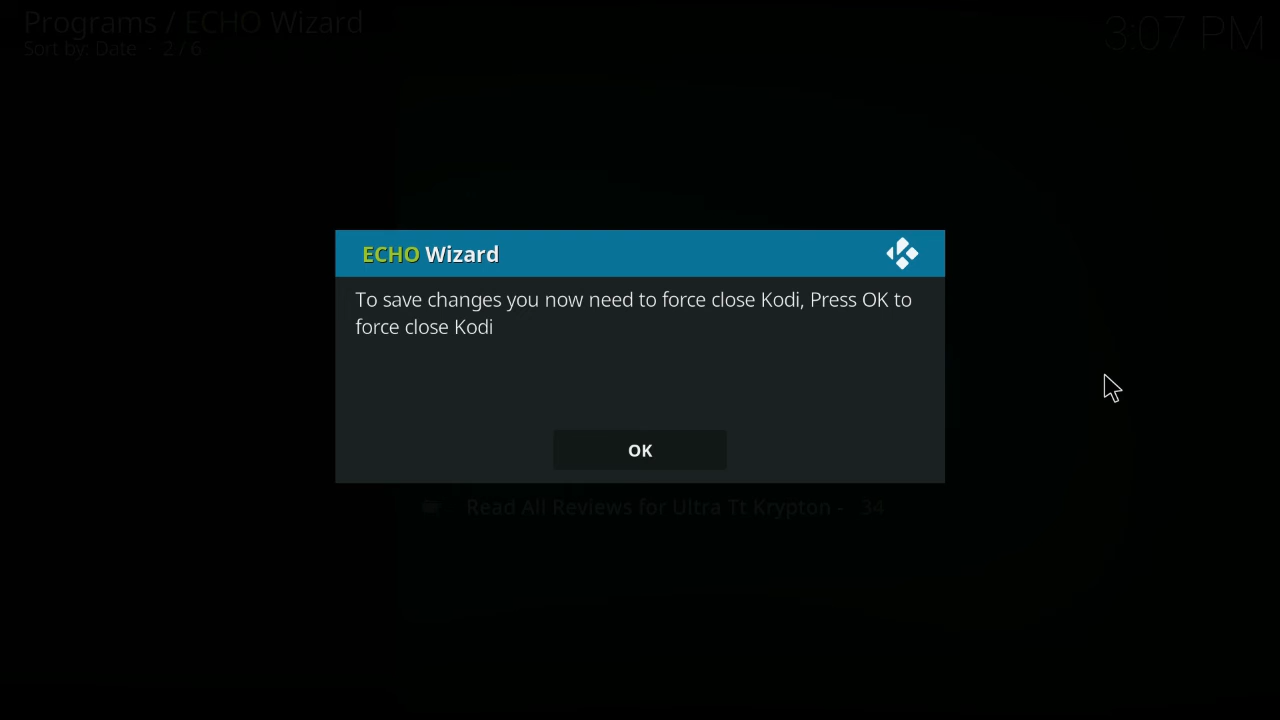 Programs / ECHO Wizard
Sort by: Date · 2 / 6
3:07 PM
ECHO Wizard
To save changes you now need to force close Kodi, Press OK to
force close Kodi
OK
Read All Reviews for Ultra Tt Krypton - 34